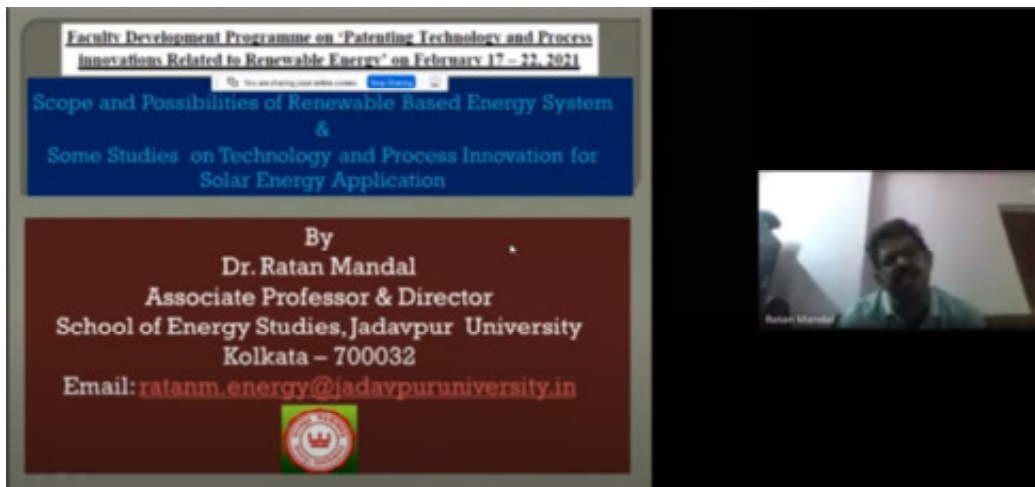 Faculty Development Programme on 'Patenting Technology and Process
innovations Related to Renewable Energy' on February 17 – 22, 2021
You are sharing your entire screen.
Stop Sharing
Scope and Possibilities of Renewable Based Energy System
&
Some Studies on Technology and Process Innovation for
Solar Energy Application
By
Dr. Ratan Mandal
Associate Professor & Director
School of Energy Studies, Jadavpur University
Kolkata – 700032
Email: ratanm.energy@jadavpuruniversity.in
Ratan Mandal